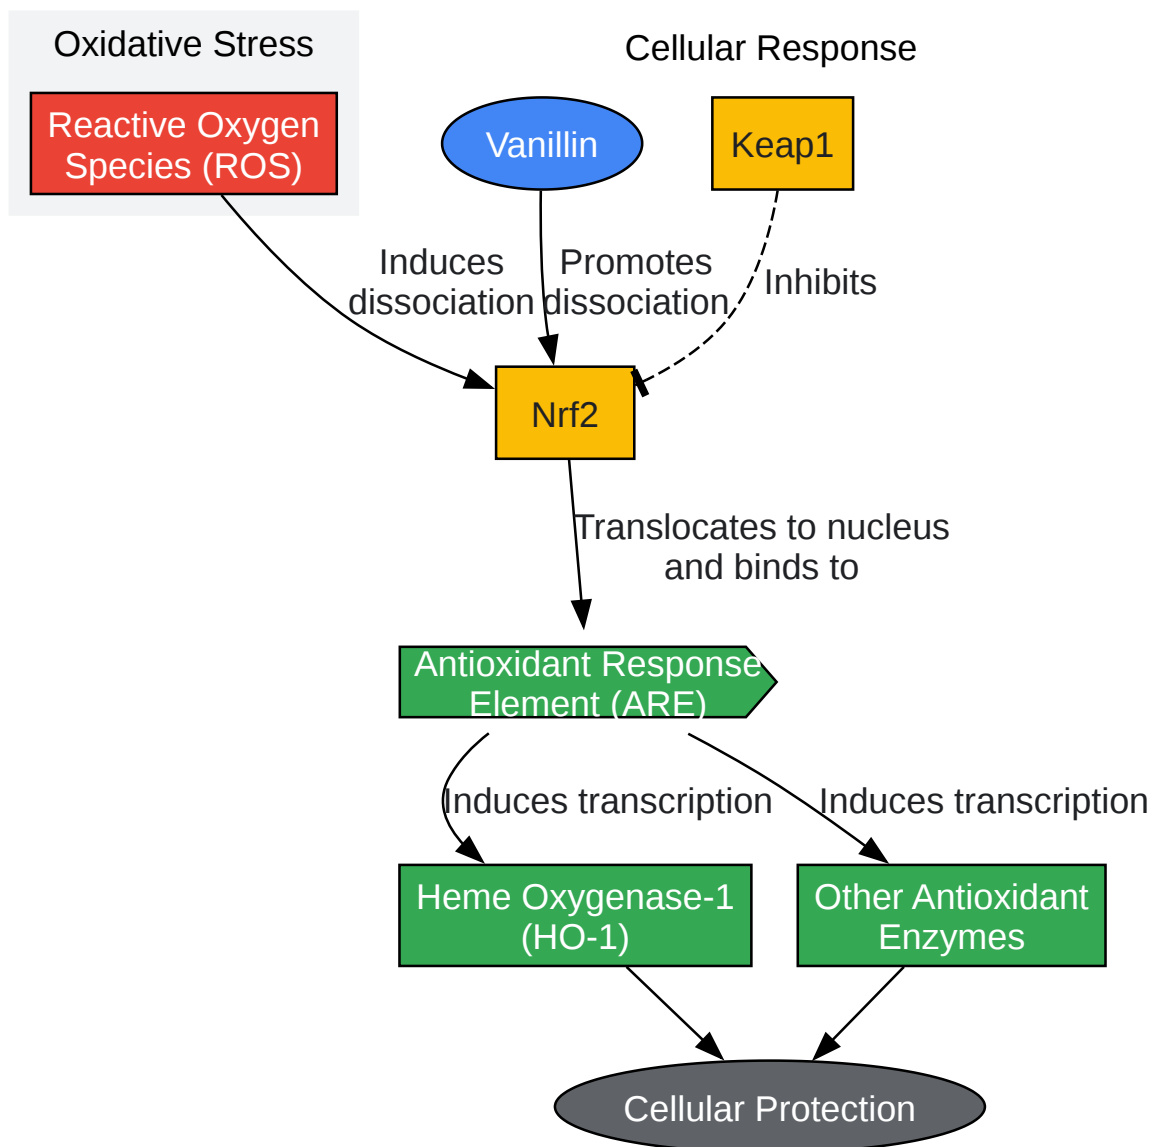 Oxidative Stress
Cellular Response
Reactive Oxygen
Species (ROS)
Vanillin
Keap1
Induces
dissociation
Promotes
dissociation
Inhibits
Nrf2
Translocates to nucleus
and binds to
Antioxidant Response
Element (ARE)
Induces transcription
Induces transcription
Heme Oxygenase-1
(HO-1)
Other Antioxidant
Enzymes
Cellular Protection